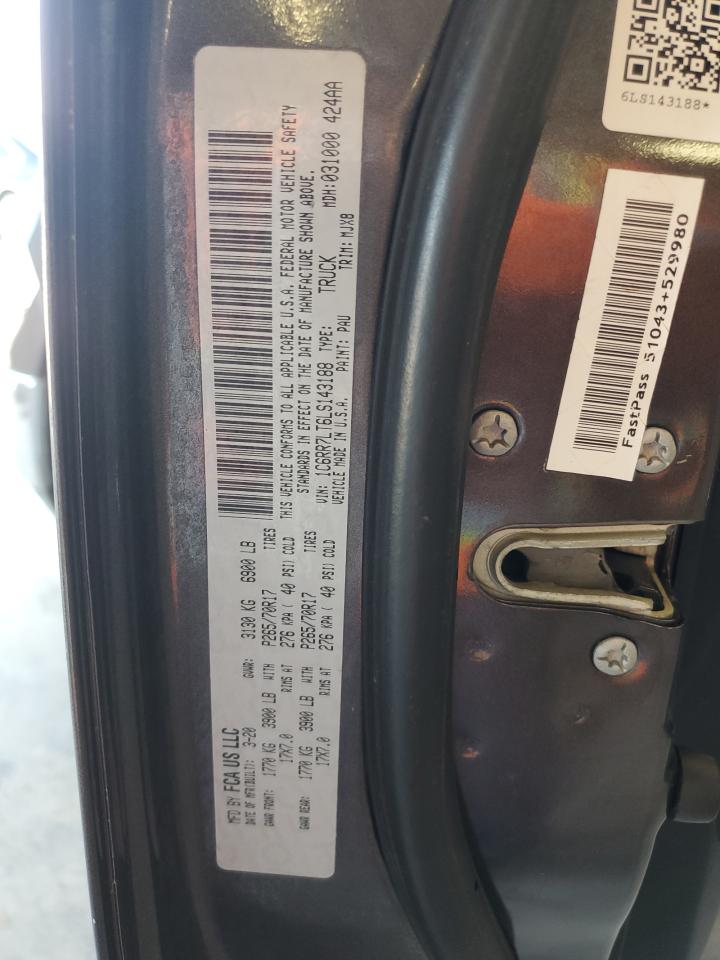 MFD BY FCA US LLC
DATE OF MFR(BUILT): 3-20 GVWR: 3130 KG 6900 LB
GAWR FRONT: 1770 KG 3900 LB WITH P265/70R17 TIRES
17X7.0 RIMS AT 276 KPA ( 40 PSI) COLD
GAWR REAR: 1770 KG 3900 LB WITH P265/70R17 TIRES
17X7.0 RIMS AT 276 KPA ( 40 PSI) COLD
THIS VEHICLE CONFORMS TO ALL APPLICABLE U.S.A. FEDERAL MOTOR VEHICLE SAFETY
STANDARDS IN EFFECT ON THE DATE OF MANUFACTURE SHOWN ABOVE.
VIN: 1C6RR7LT6LS143188 TYPE: TRUCK MDH:031000 424AA
VEHICLE MADE IN U.S.A. PAINT: PAU TRIM: MJX8
6LS143188*
FastPass 51043+529980